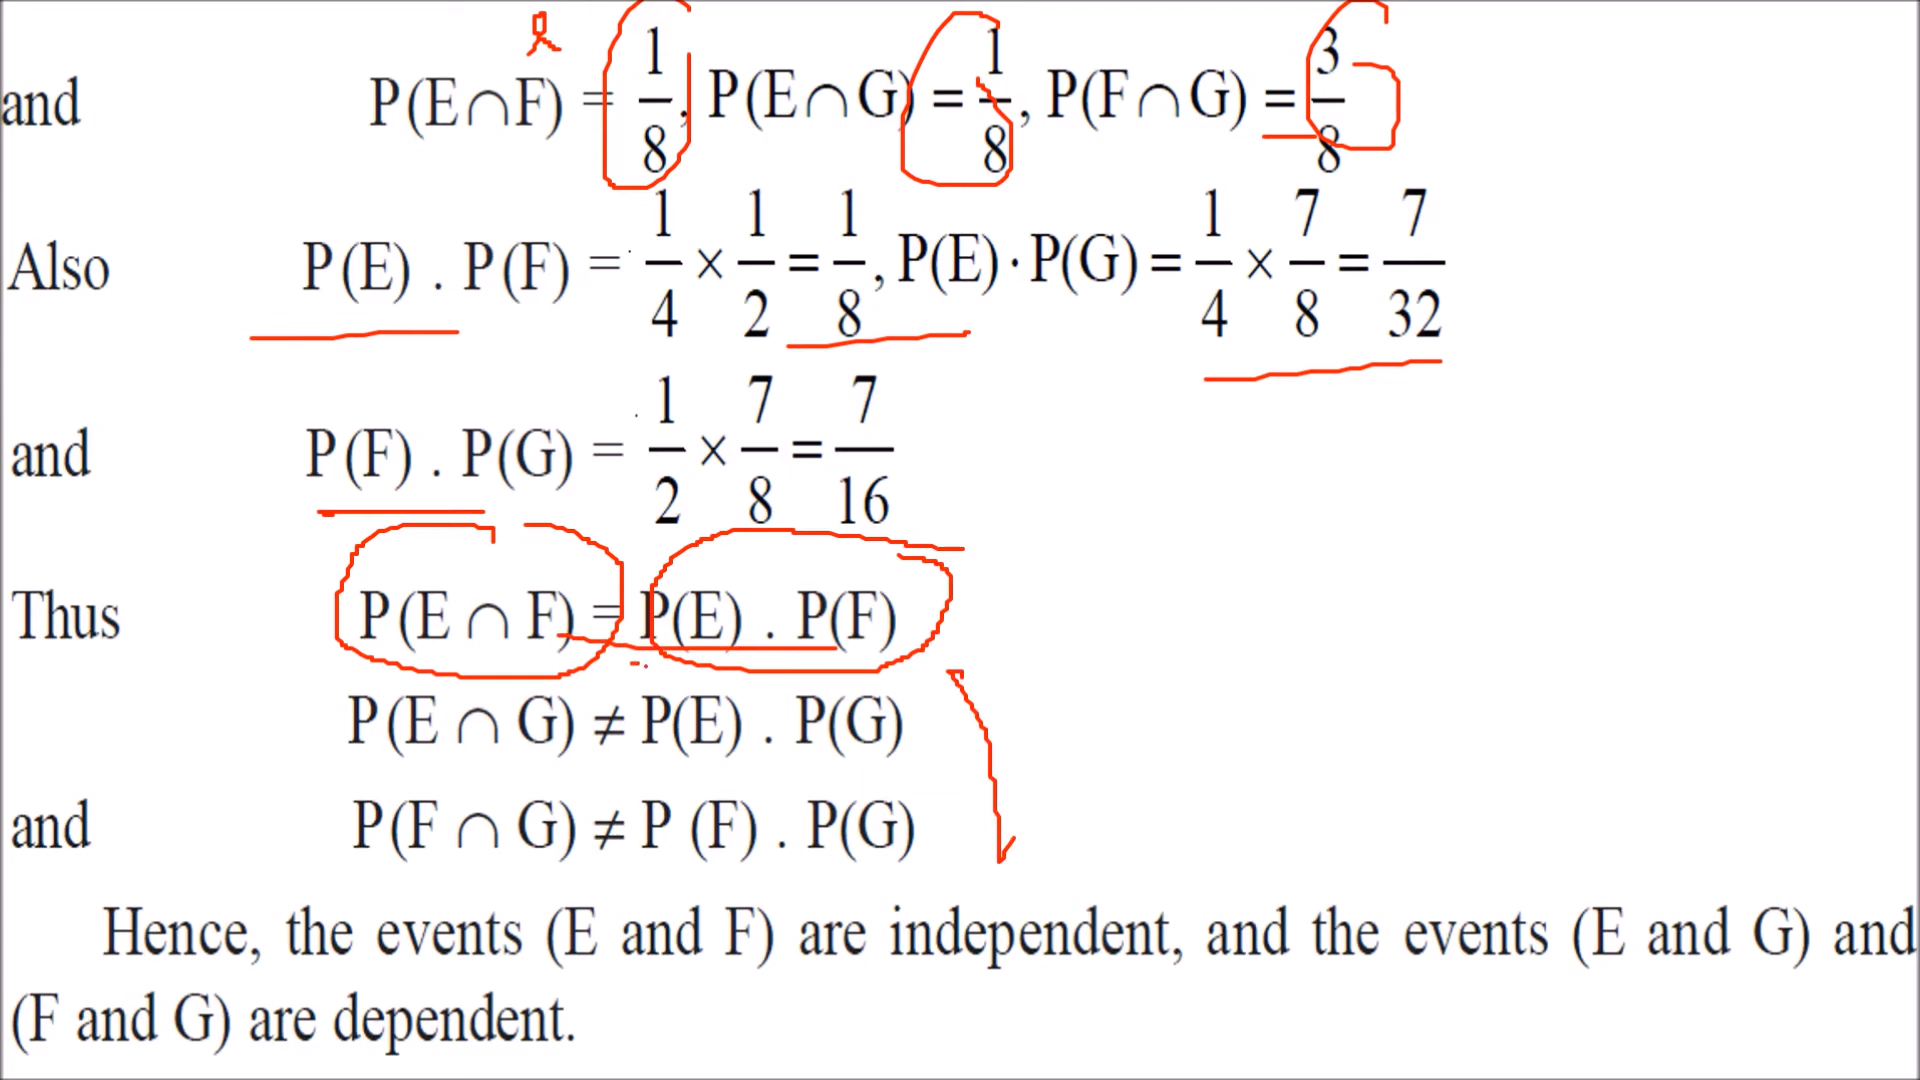 and P(E∩F) = 1/8, P(E∩G) = 1/8, P(F∩G) = 3/8
Also P(E) . P(F) = 1/4 × 1/2 = 1/8, P(E)·P(G) = 1/4 × 7/8 = 7/32
and P(F) . P(G) = 1/2 × 7/8 = 7/16
Thus P(E ∩ F) = P(E) . P(F)
P(E ∩ G) ≠ P(E) . P(G)
and P(F ∩ G) ≠ P (F) . P(G)
Hence, the events (E and F) are independent, and the events (E and G) and
(F and G) are dependent.